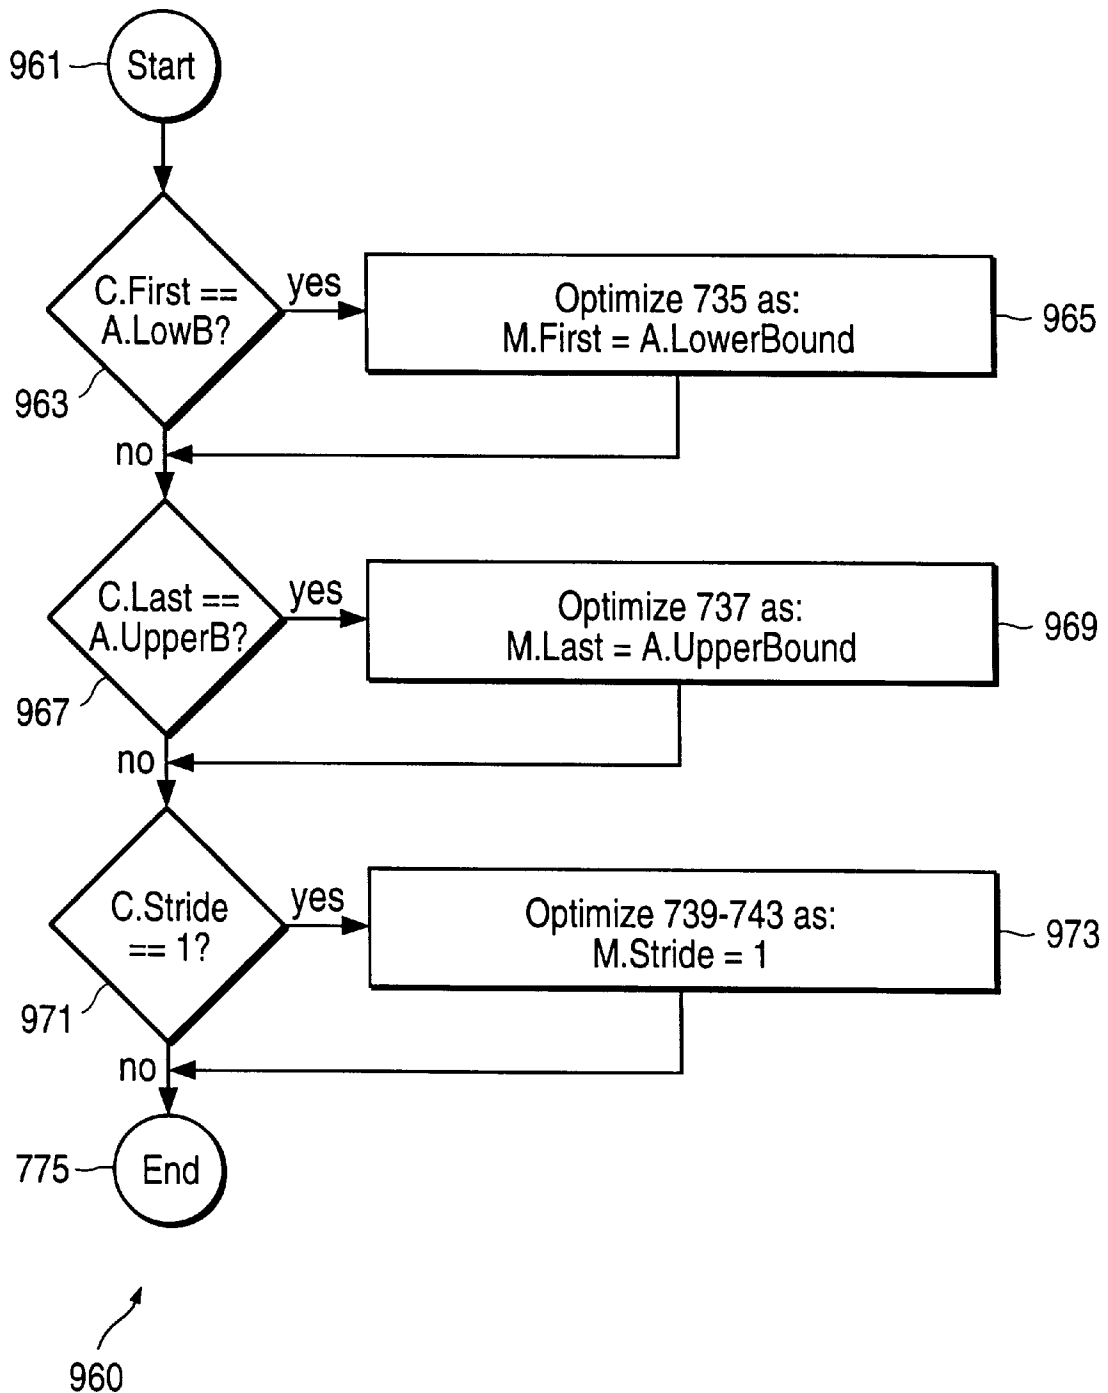 961
Start
C.First ==
A.LowB?
yes
Optimize 735 as:
M.First = A.LowerBound
965
963
no
C.Last ==
A.UpperB?
yes
Optimize 737 as:
M.Last = A.UpperBound
969
967
no
C.Stride
== 1?
yes
Optimize 739-743 as:
M.Stride = 1
973
971
no
775
End
960